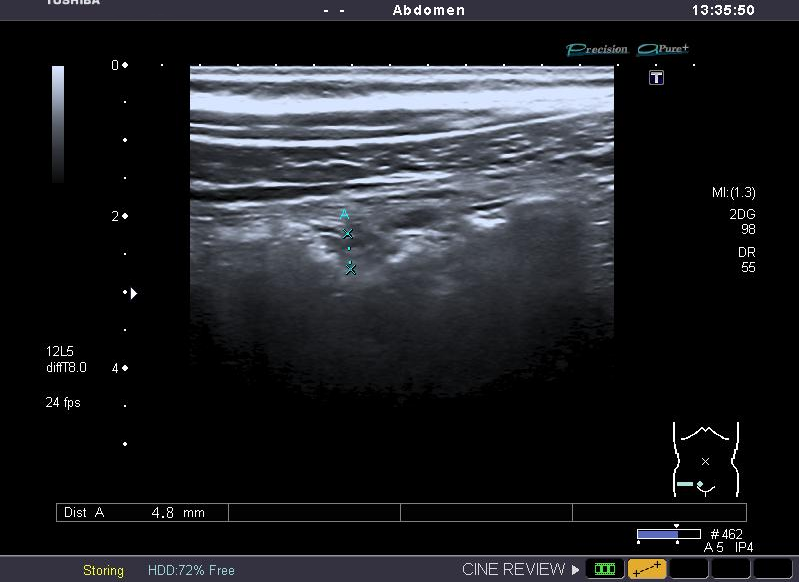 TOSHIBA
- - Abdomen 13:35:50
Precision APure+
0
T
MI:(1.3)
2
A
2DG
98
DR
55
12L5
diffT8.0
4
24 fps
Dist A 4.8 mm
#462
A 5 IP4
Storing HDD:72% Free CINE REVIEW